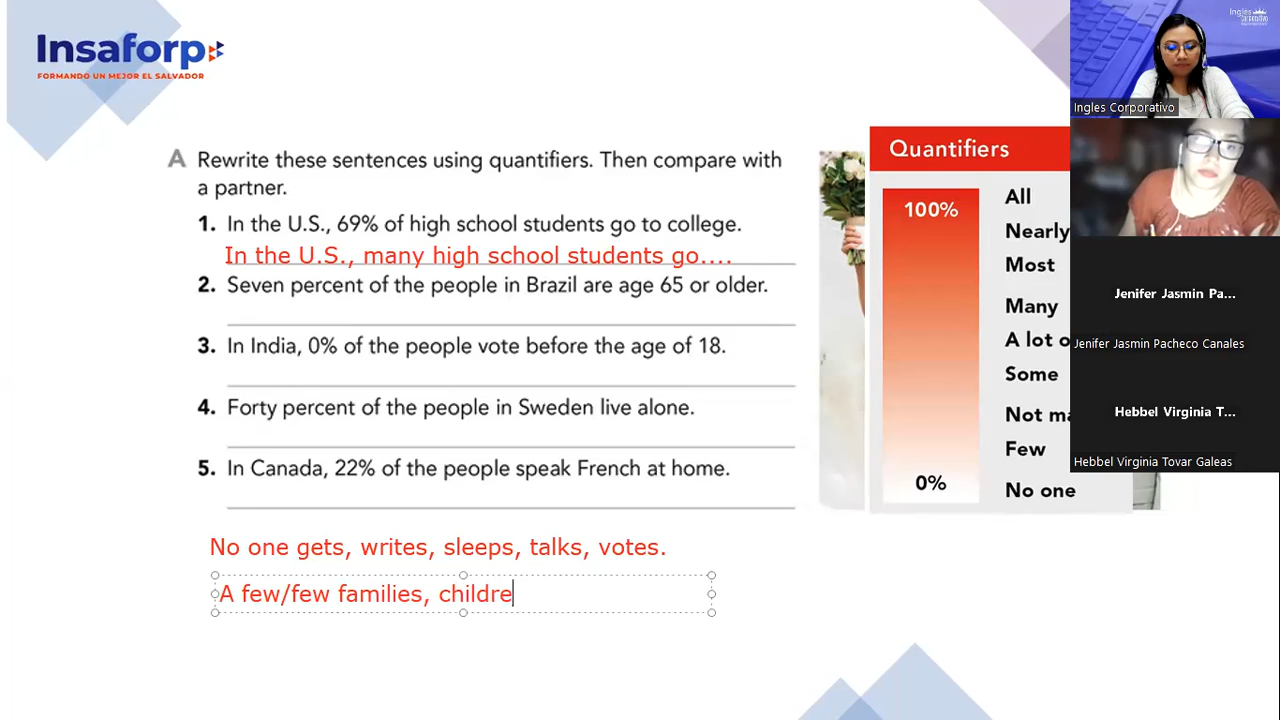 Insaforp
FORMANDO UN MEJOR EL SALVADOR
A Rewrite these sentences using quantifiers. Then compare with
a partner.
1. In the U.S., 69% of high school students go to college.
In the U.S., many high school students go....
2. Seven percent of the people in Brazil are age 65 or older.
3. In India, 0% of the people vote before the age of 18.
4. Forty percent of the people in Sweden live alone.
5. In Canada, 22% of the people speak French at home.
No one gets, writes, sleeps, talks, votes.
A few/few families, childre
Quantifiers
100%
All
Nearly
Most
Many
A lot o
Some
Not ma
Few
0%
No one
Ingles Corporativo
Ingles Corporativo
Jenifer Jasmin Pa...
Jenifer Jasmin Pacheco Canales
Hebbel Virginia T...
Hebbel Virginia Tovar Galeas